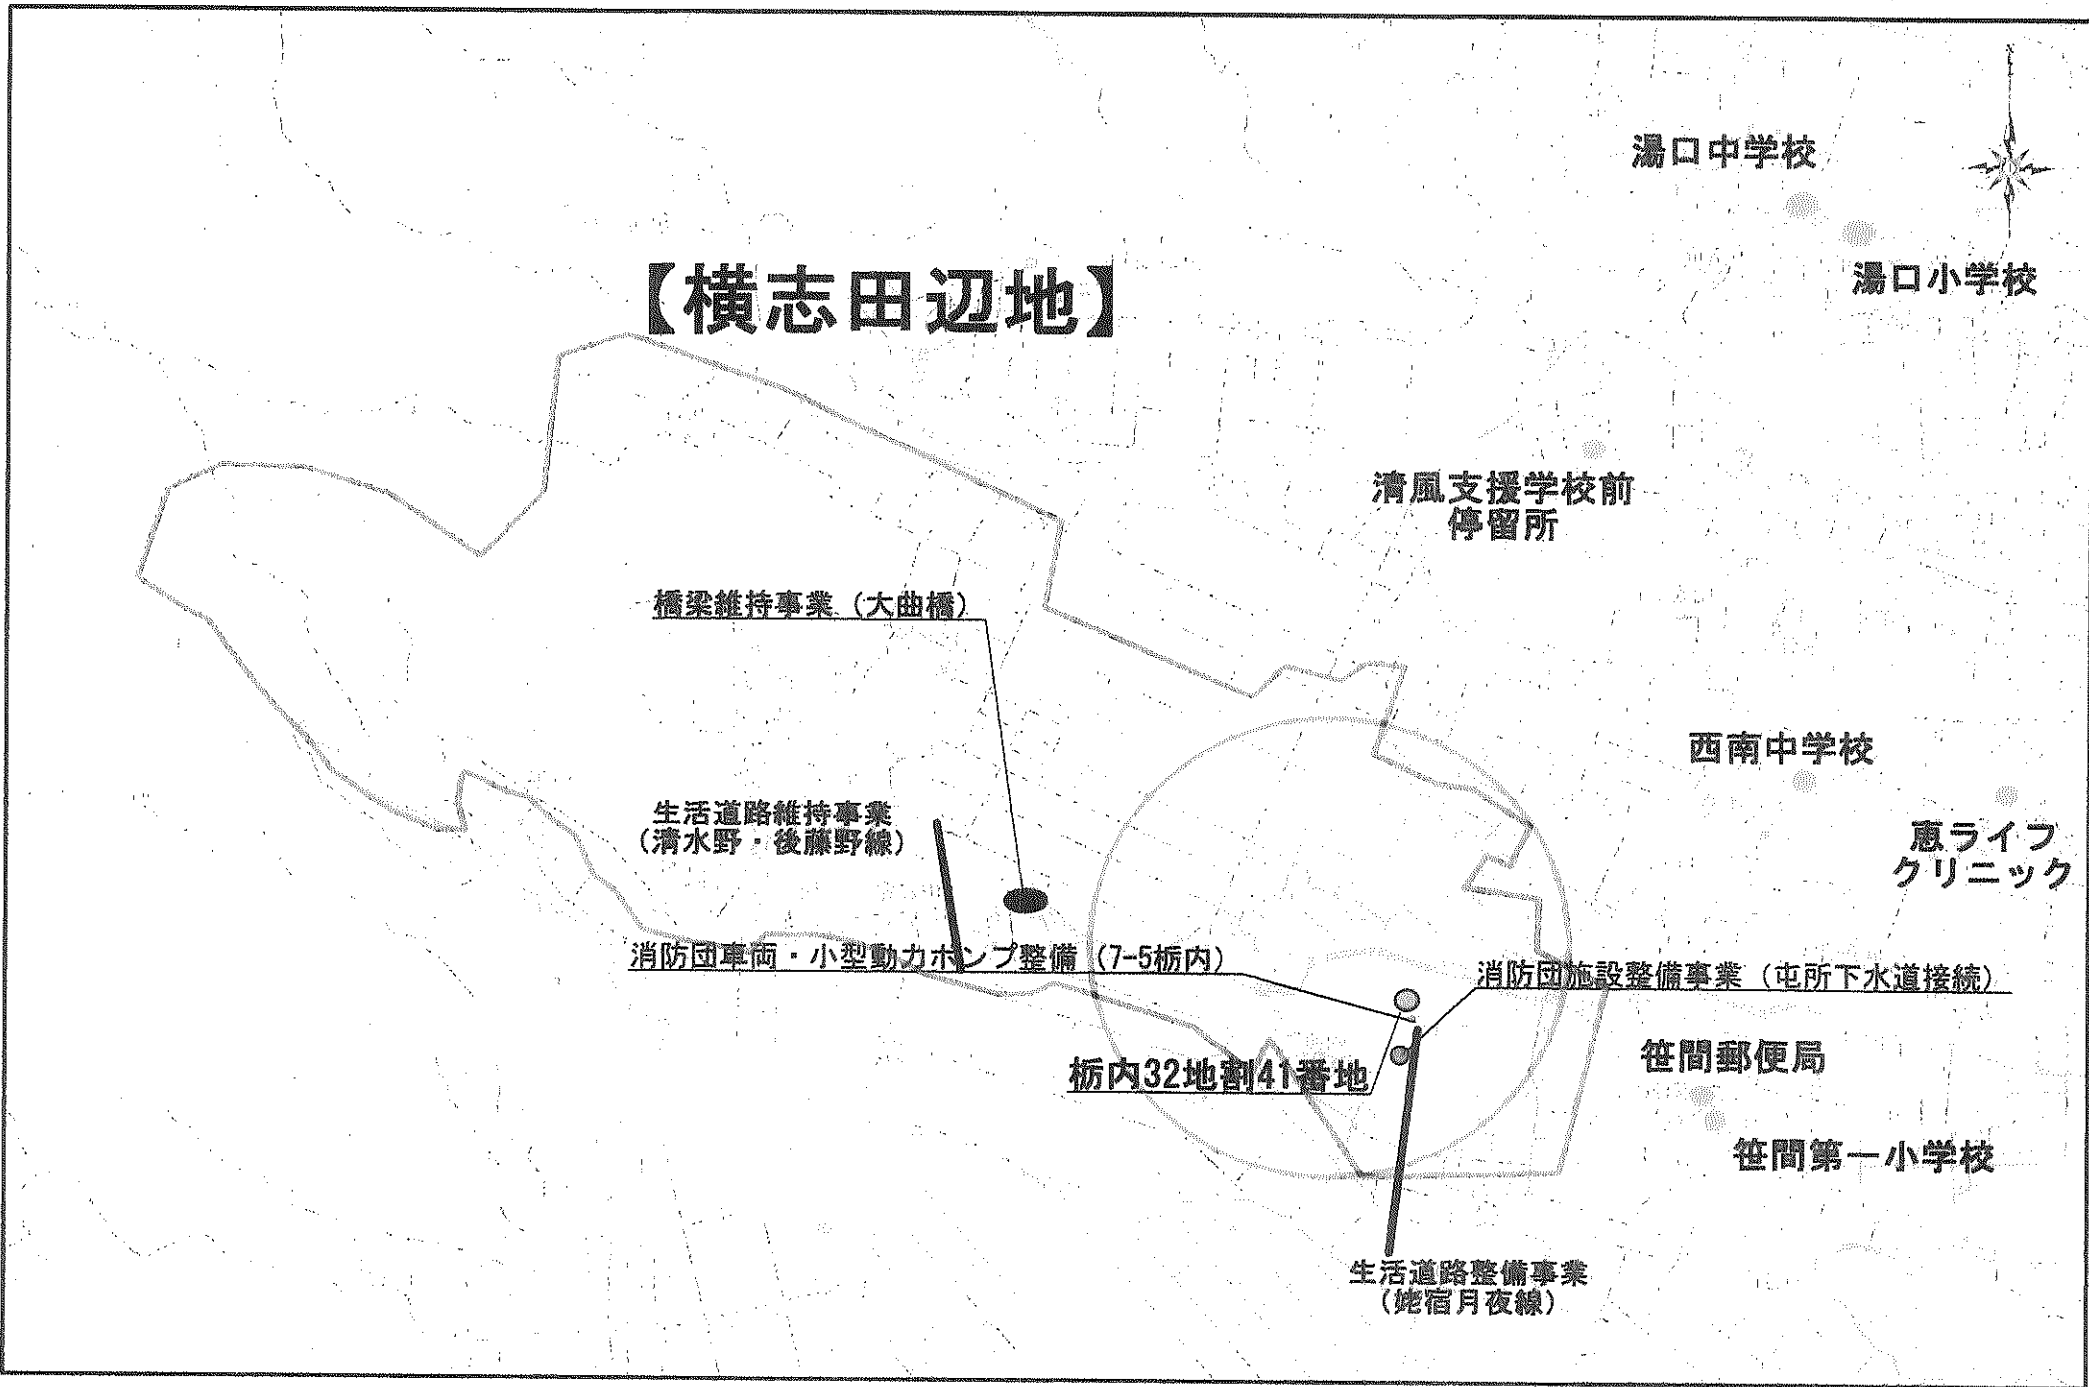 湯口中学校
湯口小学校
【横志田辺地】
清風支援学校前
停留所
橋梁維持事業（大曲橋）
西南中学校
生活道路維持事業
（清水野・後藤野線）
恵ライフ
クリニック
消防団車両・小型動力ポンプ整備（7-5栃内）
消防団施設整備事業（屯所下水道接続）
笹間郵便局
栃内32地割41番地
笹間第一小学校
生活道路整備事業
（姥宿月夜線）